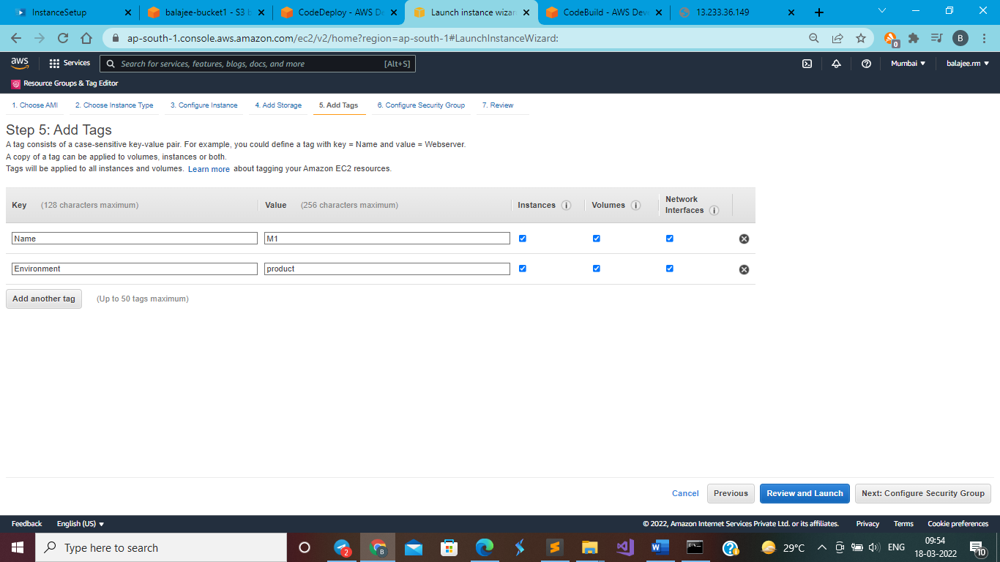 InstanceSetup
balajee-bucket1 - S3 b
CodeDeploy - AWS De
Launch instance wizar
CodeBuild - AWS Dev
13.233.36.149
ap-south-1.console.aws.amazon.com/ec2/v2/home?region=ap-south-1#LaunchInstanceWizard:
0
B
aws
Services
Search for services, features, blogs, docs, and more [Alt+S]
Mumbai
balajee.rm
Resource Groups & Tag Editor
1. Choose AMI 2. Choose Instance Type 3. Configure Instance 4. Add Storage 5. Add Tags 6. Configure Security Group 7. Review
Step 5: Add Tags
A tag consists of a case-sensitive key-value pair. For example, you could define a tag with key = Name and value = Webserver.
A copy of a tag can be applied to volumes, instances or both.
Tags will be applied to all instances and volumes. Learn more about tagging your Amazon EC2 resources.
Key (128 characters maximum) Value (256 characters maximum) Instances Volumes Network
Interfaces
Name M1
Environment product
Add another tag (Up to 50 tags maximum)
Cancel Previous Review and Launch Next: Configure Security Group
Feedback English (US) © 2022, Amazon Internet Services Private Ltd. or its affiliates. Privacy Terms Cookie preferences
Type here to search
2
B
29°C
ENG
09:54
18-03-2022
10